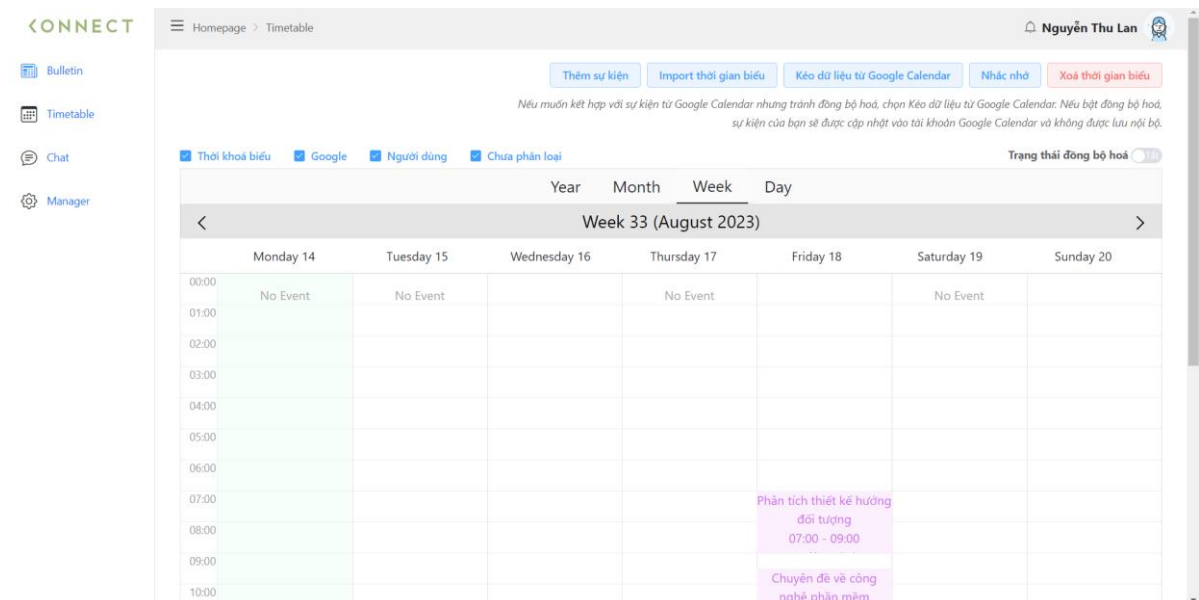 KONNECT
Homepage > Timetable
Nguyễn Thu Lan
Bulletin
Timetable
Chat
Manager
Thêm sự kiện
Import thời gian biểu
Kéo dữ liệu từ Google Calendar
Nhắc nhở
Xoá thời gian biểu
Nếu muốn kết hợp với sự kiện từ Google Calendar nhưng tránh đồng bộ hoá, chọn Kéo dữ liệu từ Google Calendar. Nếu bật đồng bộ hoá,
sự kiện của bạn sẽ được cập nhật vào tài khoản Google Calendar và không được lưu nội bộ.
Thời khoá biểu
Google
Người dùng
Chưa phân loại
Trạng thái đồng bộ hoá
Tắt
Year Month Week Day
Week 33 (August 2023)
Monday 14 Tuesday 15 Wednesday 16 Thursday 17 Friday 18 Saturday 19 Sunday 20
00:00
No Event No Event No Event No Event
01:00
02:00
03:00
04:00
05:00
06:00
07:00
Phân tích thiết kế hướng
đối tượng
08:00
07:00 - 09:00
09:00
Chuyên đề về công
10:00
nghệ phần mềm